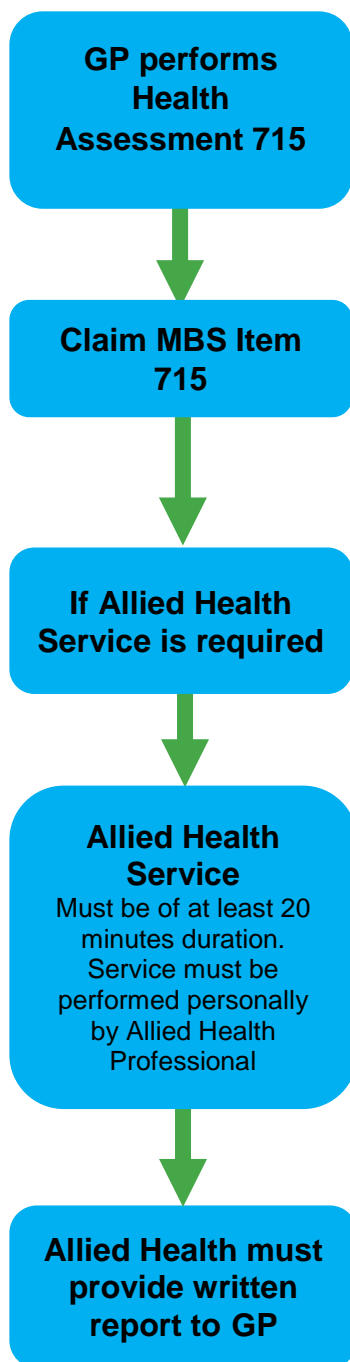 GP performs
Health
Assessment 715
Claim MBS Item
715
If Allied Health
Service is required
Allied Health
Service
Must be of at least 20
minutes duration.
Service must be
performed personally
by Allied Health
Professional
Allied Health must
provide written
report to GP